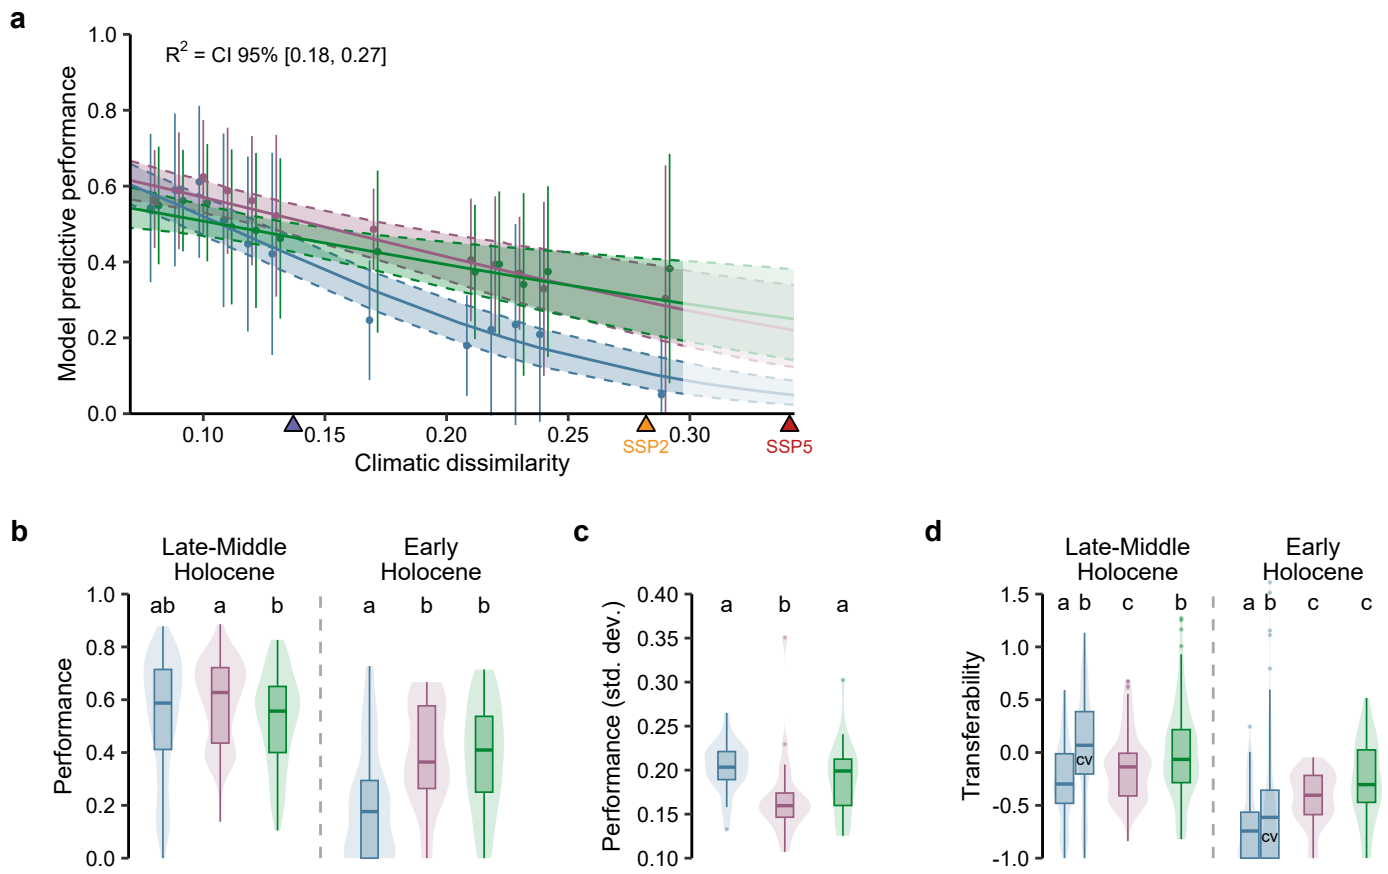 a
R2 = CI 95% [0.18, 0.27]
Model predictive performance
1.0
0.8
0.6
0.4
0.2
0.0
0.10
0.15
0.20
0.25
0.30
SSP2
SSP5
Climatic dissimilarity
b
Late-Middle
Holocene
Early
Holocene
Performance
1.0
0.8
0.6
0.4
0.2
0.0
ab
a
b
a
b
b
c
Performance (std. dev.)
0.40
0.35
0.30
0.25
0.20
0.15
0.10
a
b
a
d
Late-Middle
Holocene
Early
Holocene
Transferability
1.5
1.0
0.5
0.0
-0.5
-1.0
a
b
c
b
a
b
c
c
cv
cv